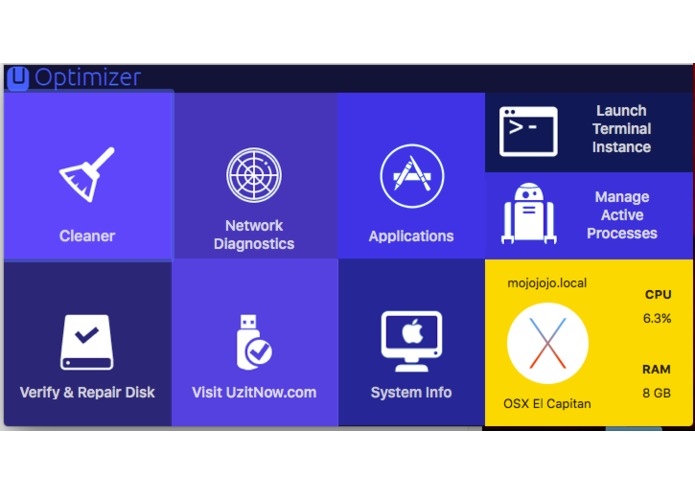 U Optimizer
Cleaner
Network
Diagnostics
Applications
Launch
Terminal
Instance
Manage
Active
Processes
Verify & Repair Disk
Visit UzitNow.com
System Info
mojojojo.local
CPU
6.3%
RAM
8 GB
OSX El Capitan